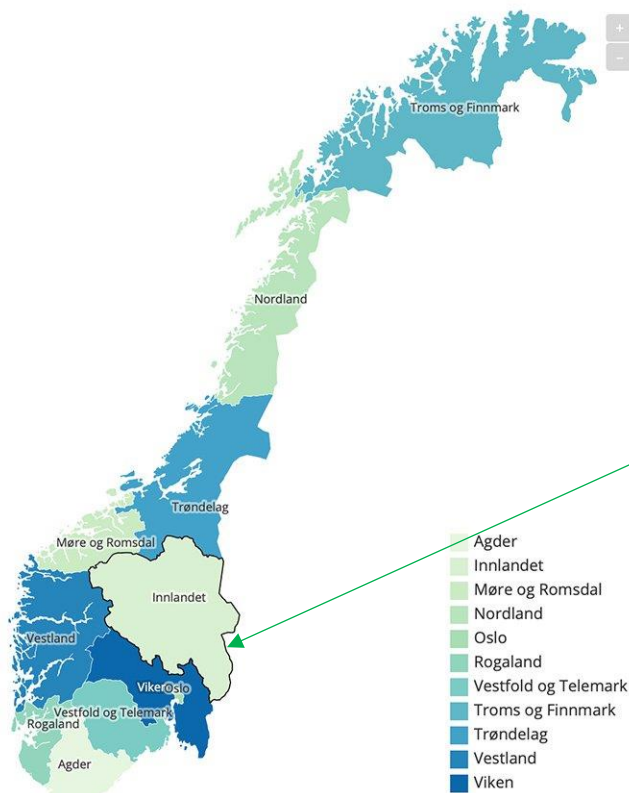 +
−
Troms og Finnmark
Nordland
Trøndelag
Møre og Romsdal
Innlandet
Vestland
Viken
Oslo
Vestfold og Telemark
Rogaland
Agder
Agder
Innlandet
Møre og Romsdal
Nordland
Oslo
Rogaland
Vestfold og Telemark
Troms og Finnmark
Trøndelag
Vestland
Viken